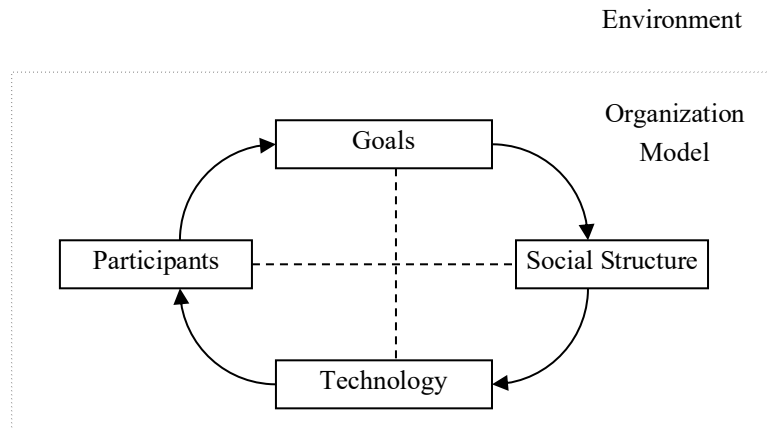 Environment
Organization
Model
Goals
Participants
Social Structure
Technology